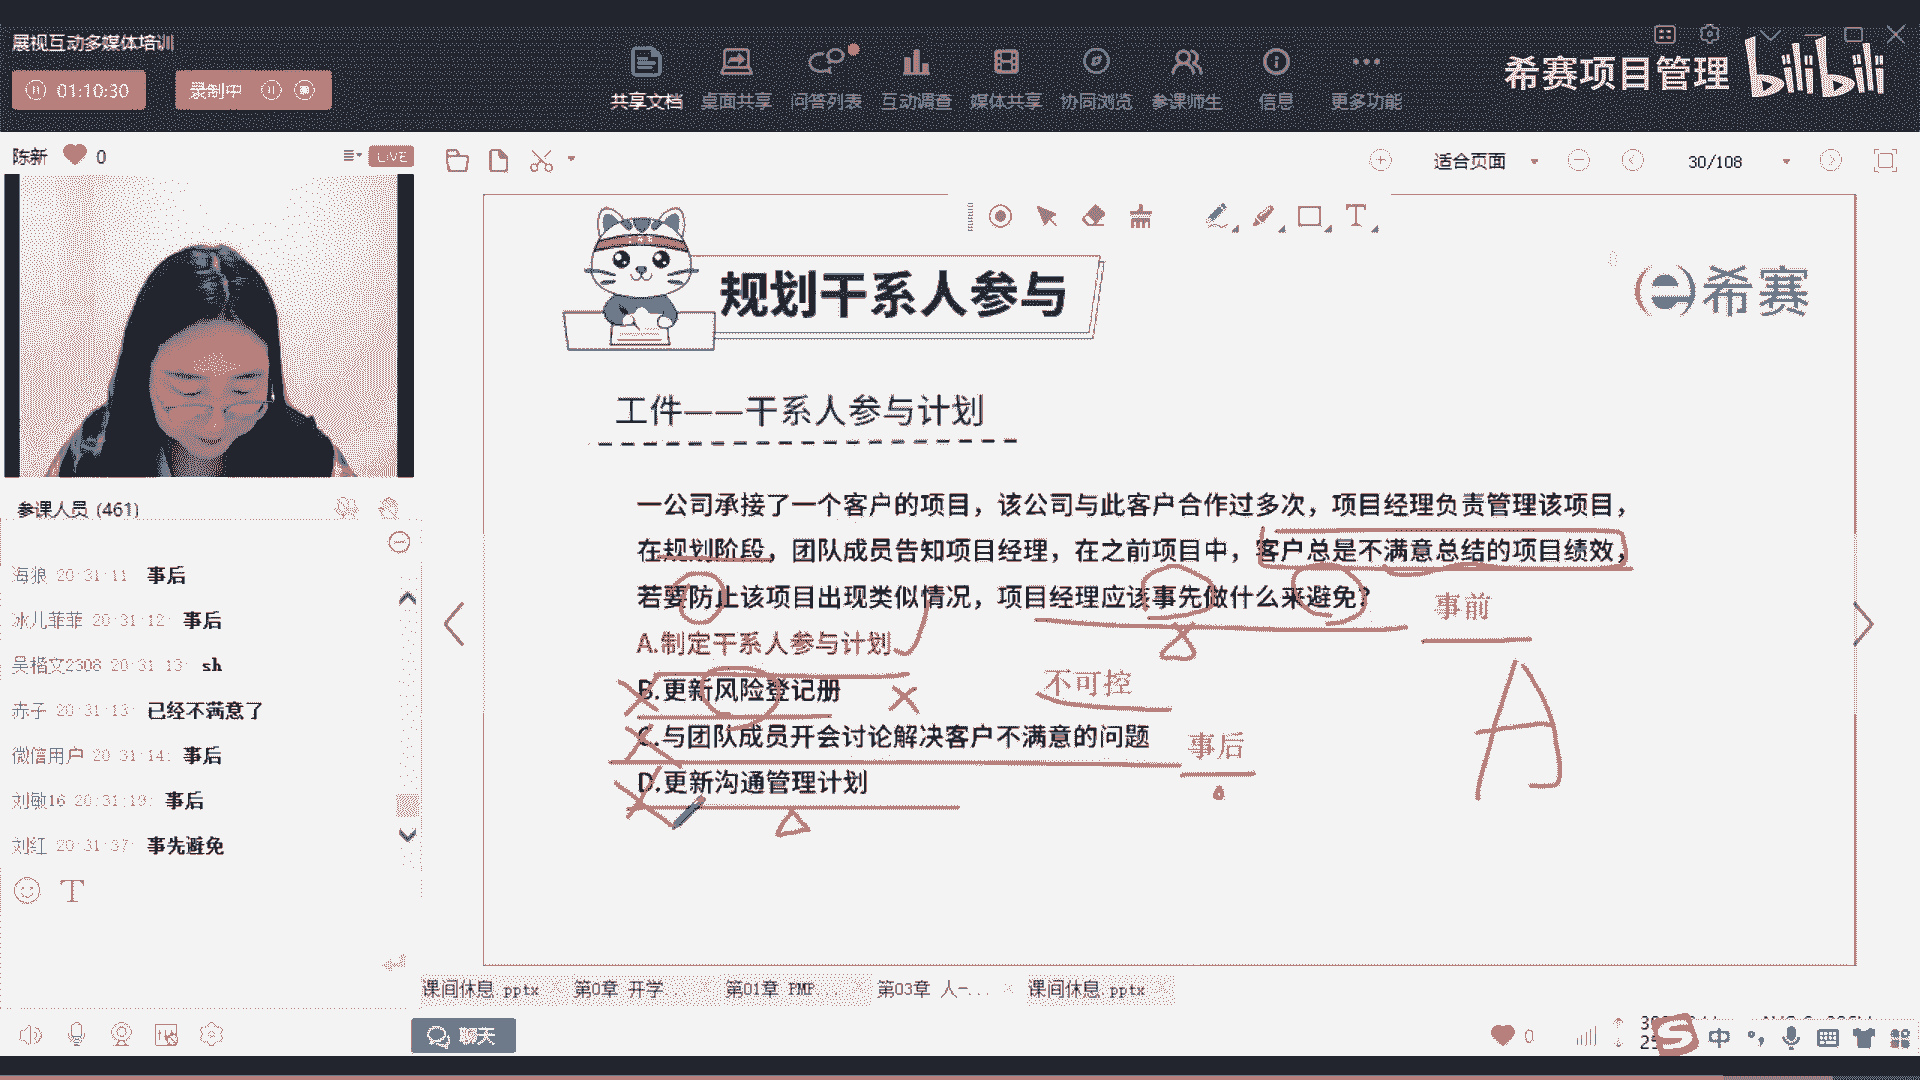 展视互动多媒体培训
01:10:30
录制中
共享文档
桌面共享
问答列表
互动调查
媒体共享
协同浏览
参课师生
信息
更多功能
希赛项目管理
bilibili
陈新
0
LIVE
适合页面
30/108
规划干系人参与
希赛
工件——干系人参与计划
一公司承接了一个客户的项目，该公司与此客户合作过多次，项目经理负责管理该项目，
在规划阶段，团队成员告知项目经理，在之前项目中，客户总是不满意总结的项目绩效，
若要防止该项目出现类似情况，项目经理应该事先做什么来避免？
事前
A.制定干系人参与计划
B.更新风险登记册
不可控
C.与团队成员开会讨论解决客户不满意的问题
事后
D.更新沟通管理计划
A
参课人员 (461)
海狼 20:31:11 事后
冰儿菲菲 20:31:12: 事后
吴楷文2308 20:31:13: sh
赤子 20:31:13: 已经不满意了
微信用户 20:31:14: 事后
刘敏16 20:31:19: 事后
刘红 20:31:37: 事先避免
T
课间休息.pptx
第0章 开学...
第01章 PMP...
第03章 人-...
课间休息.pptx
聊天
0
中